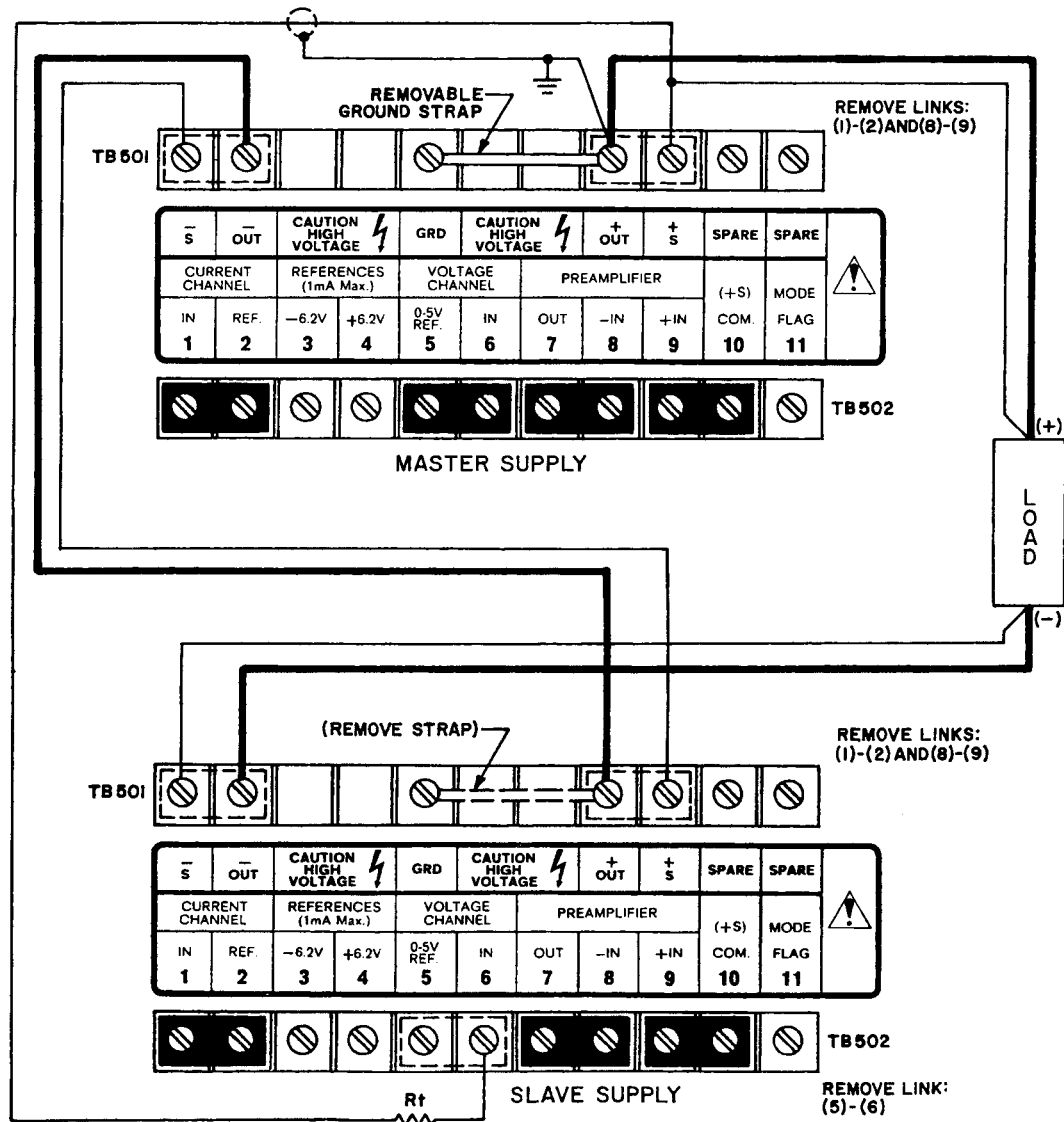 REMOVABLE
GROUND STRAP
REMOVE LINKS:
(1)-(2)AND(8)-(9)
TB501
− S
− OUT
CAUTION HIGH VOLTAGE
GRD
CAUTION HIGH VOLTAGE
+ OUT
+ S
SPARE
SPARE
CURRENT CHANNEL
REFERENCES (1mA Max.)
VOLTAGE CHANNEL
PREAMPLIFIER
(+S)
MODE
IN
REF.
−6.2V
+6.2V
0-5V REF.
IN
OUT
−IN
+IN
COM.
FLAG
1 2 3 4 5 6 7 8 9 10 11
TB502
MASTER SUPPLY
(+)
LOAD
(−)
(REMOVE STRAP)
REMOVE LINKS:
(1)-(2)AND(8)-(9)
TB501
− S
− OUT
CAUTION HIGH VOLTAGE
GRD
CAUTION HIGH VOLTAGE
+ OUT
+ S
SPARE
SPARE
CURRENT CHANNEL
REFERENCES (1mA Max.)
VOLTAGE CHANNEL
PREAMPLIFIER
(+S)
MODE
IN
REF.
−6.2V
+6.2V
0-5V REF.
IN
OUT
−IN
+IN
COM.
FLAG
1 2 3 4 5 6 7 8 9 10 11
TB502
SLAVE SUPPLY
REMOVE LINK:
(5)-(6)
Rt